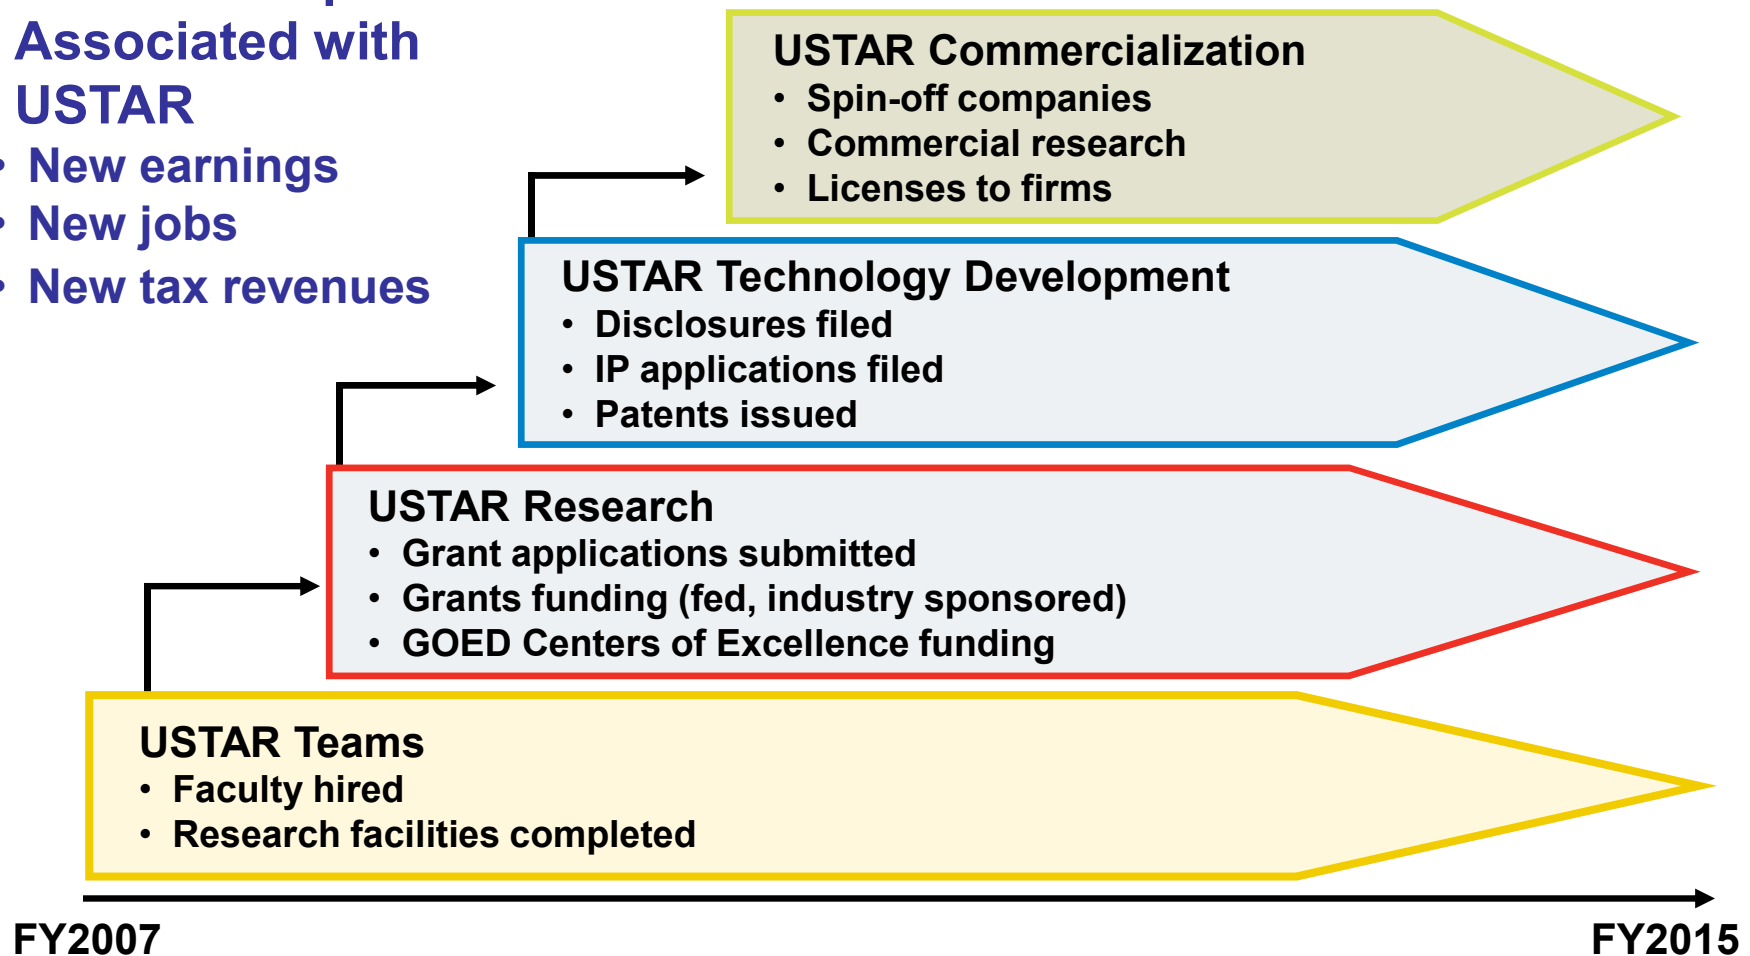 Associated with
USTAR
• New earnings
• New jobs
• New tax revenues
USTAR Commercialization
• Spin-off companies
• Commercial research
• Licenses to firms
USTAR Technology Development
• Disclosures filed
• IP applications filed
• Patents issued
USTAR Research
• Grant applications submitted
• Grants funding (fed, industry sponsored)
• GOED Centers of Excellence funding
USTAR Teams
• Faculty hired
• Research facilities completed
FY2007
FY2015